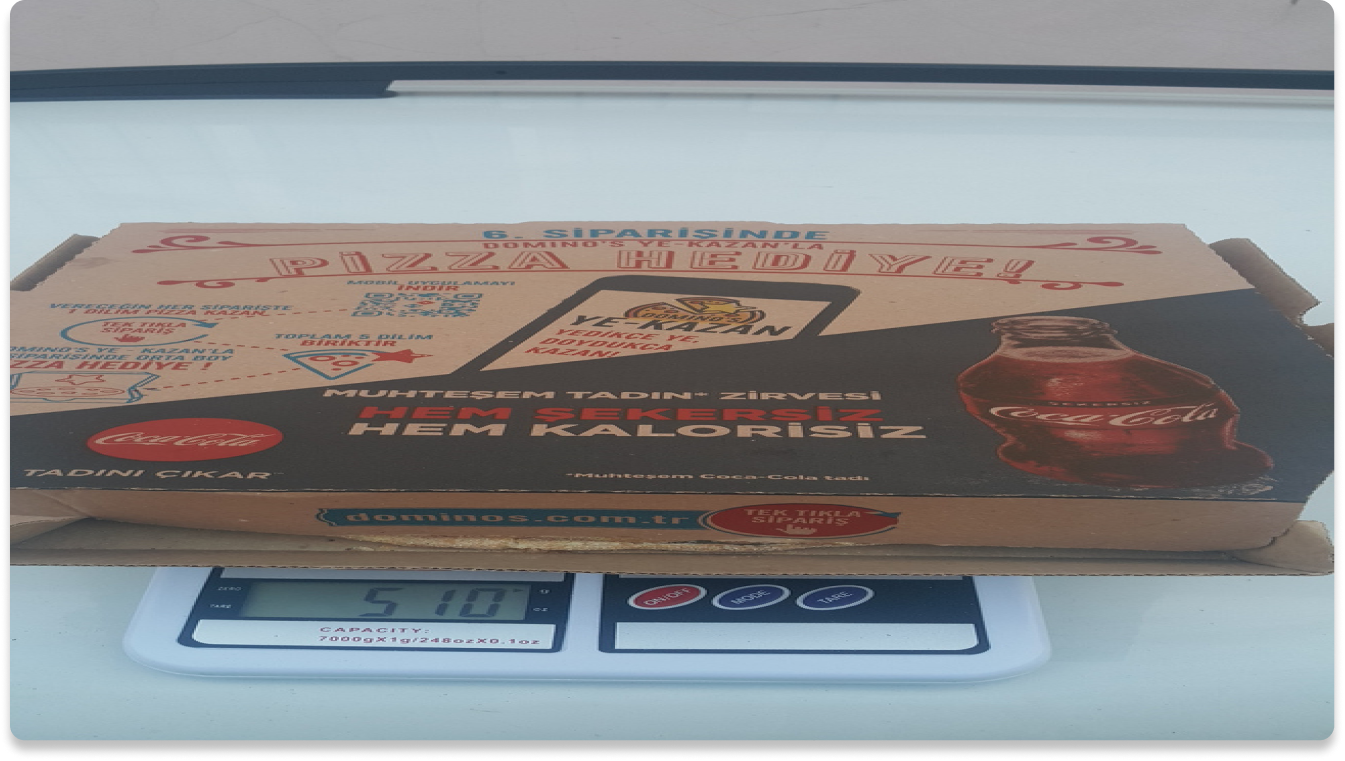 6. SİPARİŞİNDE
DOMINO'S YE-KAZAN'LA
PİZZA HEDİYE!
MOBİL UYGULAMAYI
İNDİR
VERECEĞİN HER SİPARİŞTE
1 DİLİM PİZZA KAZAN
TEK TIKLA
SİPARİŞ
TOPLAM 5 DİLİM
BİRİKTİR
YE-KAZAN'LA
SİPARİŞİNDE ORTA BOY
HEDİYE !
DOMINO'S
YE-KAZAN
YEDİKÇE YE,
DOYDUKÇA
KAZAN!
MUHTEŞEM TADIN* ZİRVESİ
HEM ŞEKERSİZ
HEM KALORİSİZ
Coca-Cola
TADINI ÇIKAR
*Muhteşem Coca-Cola tadı
ŞEKERSİZ
Coca-Cola
dominos.com.tr
TEK TIKLA
SİPARİŞ
ZERO
TARE
510
g
oz
CAPACITY:
7000gX1g/248ozX0.1oz
ON/OFF
MODE
TARE